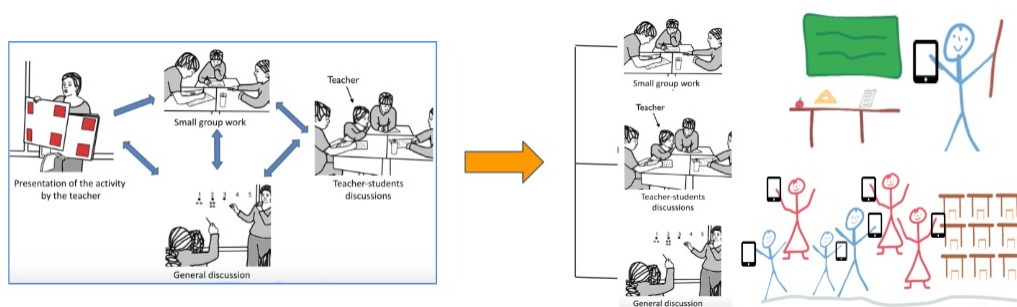 Teacher
Small group work
Presentation of the activity
by the teacher
Teacher-students
discussions
1 2 3 4 5
General discussion
Small group work
Teacher
Teacher-students
discussions
1 2 3 4 5
General discussion